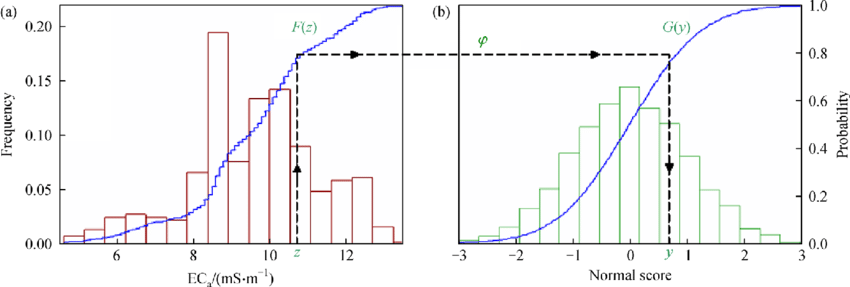 (a)
F(z)
0.20
0.15
0.10
0.05
0.00
Frequency
6
8
10
z
12
ECa/(mS·m⁻¹)
φ
(b)
G(y)
1.0
0.8
0.6
0.4
0.2
0.0
Probability
−3
−2
−1
0
y
1
2
3
Normal score